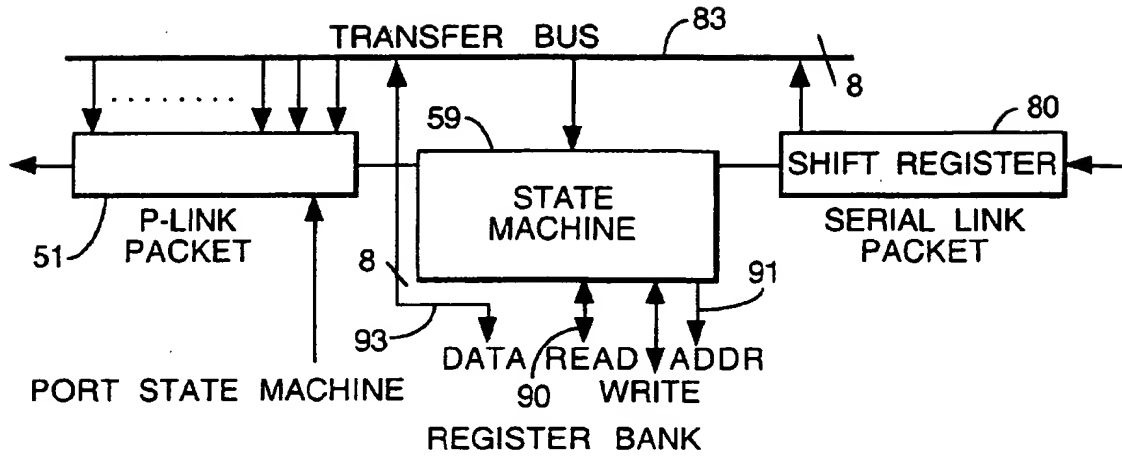 TRANSFER BUS
83
8
59
80
STATE
MACHINE
SHIFT REGISTER
51
P-LINK
PACKET
SERIAL LINK
PACKET
8
91
93
DATA READ ADDR
PORT STATE MACHINE
90
WRITE
REGISTER BANK